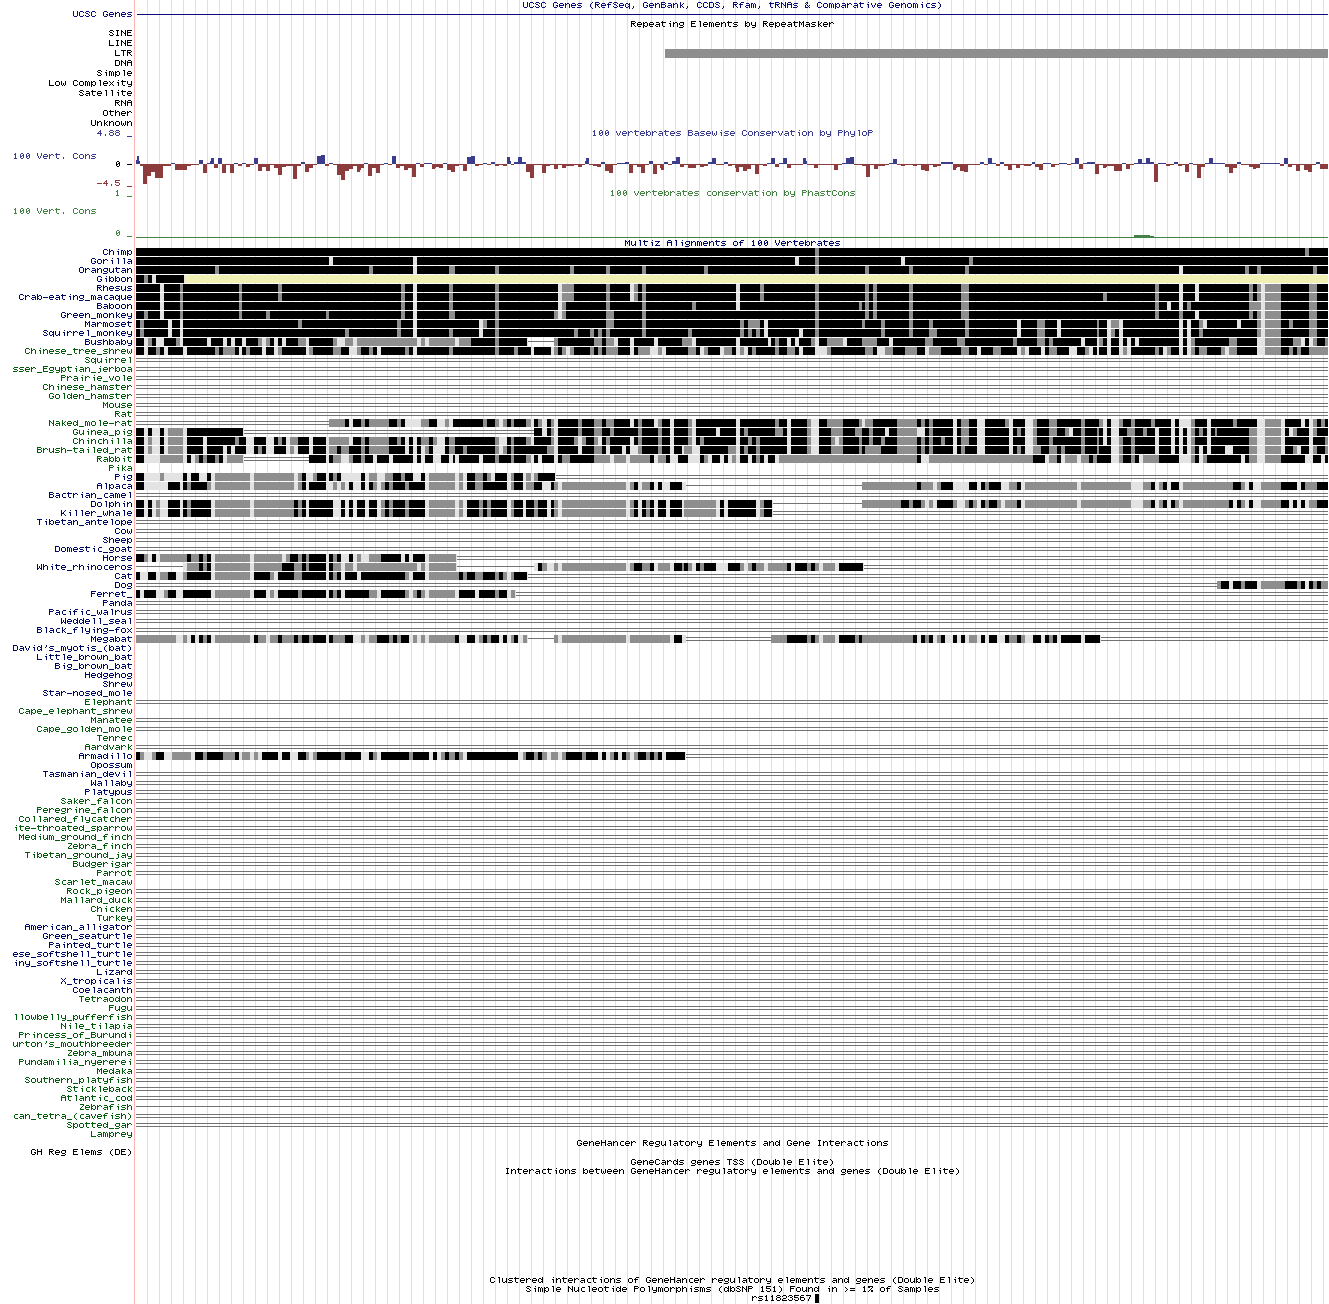 UCSC Genes (RefSeq, GenBank, CCDS, Rfam, tRNAs & Comparative Genomics)
UCSC Genes
Repeating Elements by RepeatMasker
SINE
LINE
LTR
DNA
Simple
Low Complexity
Satellite
RNA
Other
Unknown
4.88 _
100 vertebrates Basewise Conservation by PhyloP
100 Vert. Cons
0 _
-4.5 _
1 _
100 vertebrates conservation by PhastCons
100 Vert. Cons
0 _
Multiz Alignments of 100 Vertebrates
Chimp
Gorilla
Orangutan
Gibbon
Rhesus
Crab-eating_macaque
Baboon
Green_monkey
Marmoset
Squirrel_monkey
Bushbaby
Chinese_tree_shrew
Squirrel
sser_Egyptian_jerboa
Prairie_vole
Chinese_hamster
Golden_hamster
Mouse
Rat
Naked_mole-rat
Guinea_pig
Chinchilla
Brush-tailed_rat
Rabbit
Pika
Pig
Alpaca
Bactrian_camel
Dolphin
Killer_whale
Tibetan_antelope
Cow
Sheep
Domestic_goat
Horse
White_rhinoceros
Cat
Dog
Ferret_
Panda
Pacific_walrus
Weddell_seal
Black_flying-fox
Megabat
David's_myotis_(bat)
Little_brown_bat
Big_brown_bat
Hedgehog
Shrew
Star-nosed_mole
Elephant
Cape_elephant_shrew
Manatee
Cape_golden_mole
Tenrec
Aardvark
Armadillo
Opossum
Tasmanian_devil
Wallaby
Platypus
Saker_falcon
Peregrine_falcon
Collared_flycatcher
ite-throated_sparrow
Medium_ground_finch
Zebra_finch
Tibetan_ground_jay
Budgerigar
Parrot
Scarlet_macaw
Rock_pigeon
Mallard_duck
Chicken
Turkey
American_alligator
Green_seaturtle
Painted_turtle
ese_softshell_turtle
iny_softshell_turtle
Lizard
X_tropicalis
Coelacanth
Tetraodon
Fugu
llowbelly_pufferfish
Nile_tilapia
Princess_of_Burundi
urton's_mouthbreeder
Zebra_mbuna
Pundamilia_nyererei
Medaka
Southern_platyfish
Stickleback
Atlantic_cod
Zebrafish
can_tetra_(cavefish)
Spotted_gar
Lamprey
GeneHancer Regulatory Elements and Gene Interactions
GH Reg Elems (DE)
GeneCards genes TSS (Double Elite)
Interactions between GeneHancer regulatory elements and genes (Double Elite)
Clustered interactions of GeneHancer regulatory elements and genes (Double Elite)
Simple Nucleotide Polymorphisms (dbSNP 151) Found in >= 1% of Samples
rs11823567